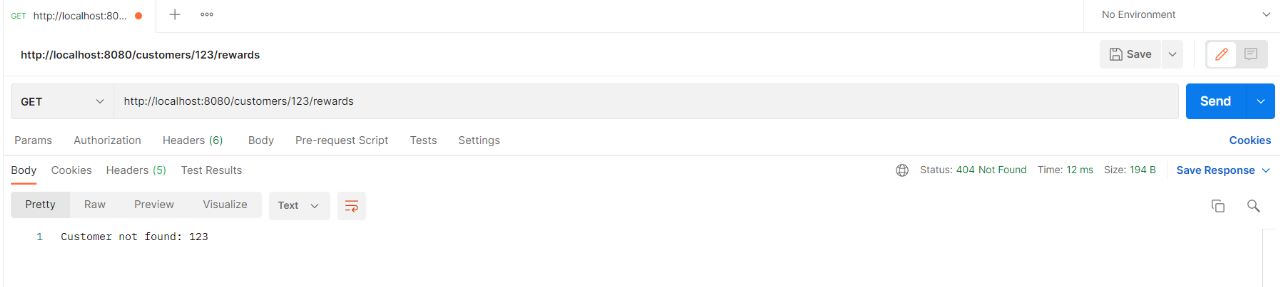 GET http://localhost:80... No Environment
http://localhost:8080/customers/123/rewards Save
GET http://localhost:8080/customers/123/rewards Send
Params Authorization Headers (6) Body Pre-request Script Tests Settings Cookies
Body Cookies Headers (5) Test Results Status: 404 Not Found Time: 12 ms Size: 194 B Save Response
Pretty Raw Preview Visualize Text
1 Customer not found: 123